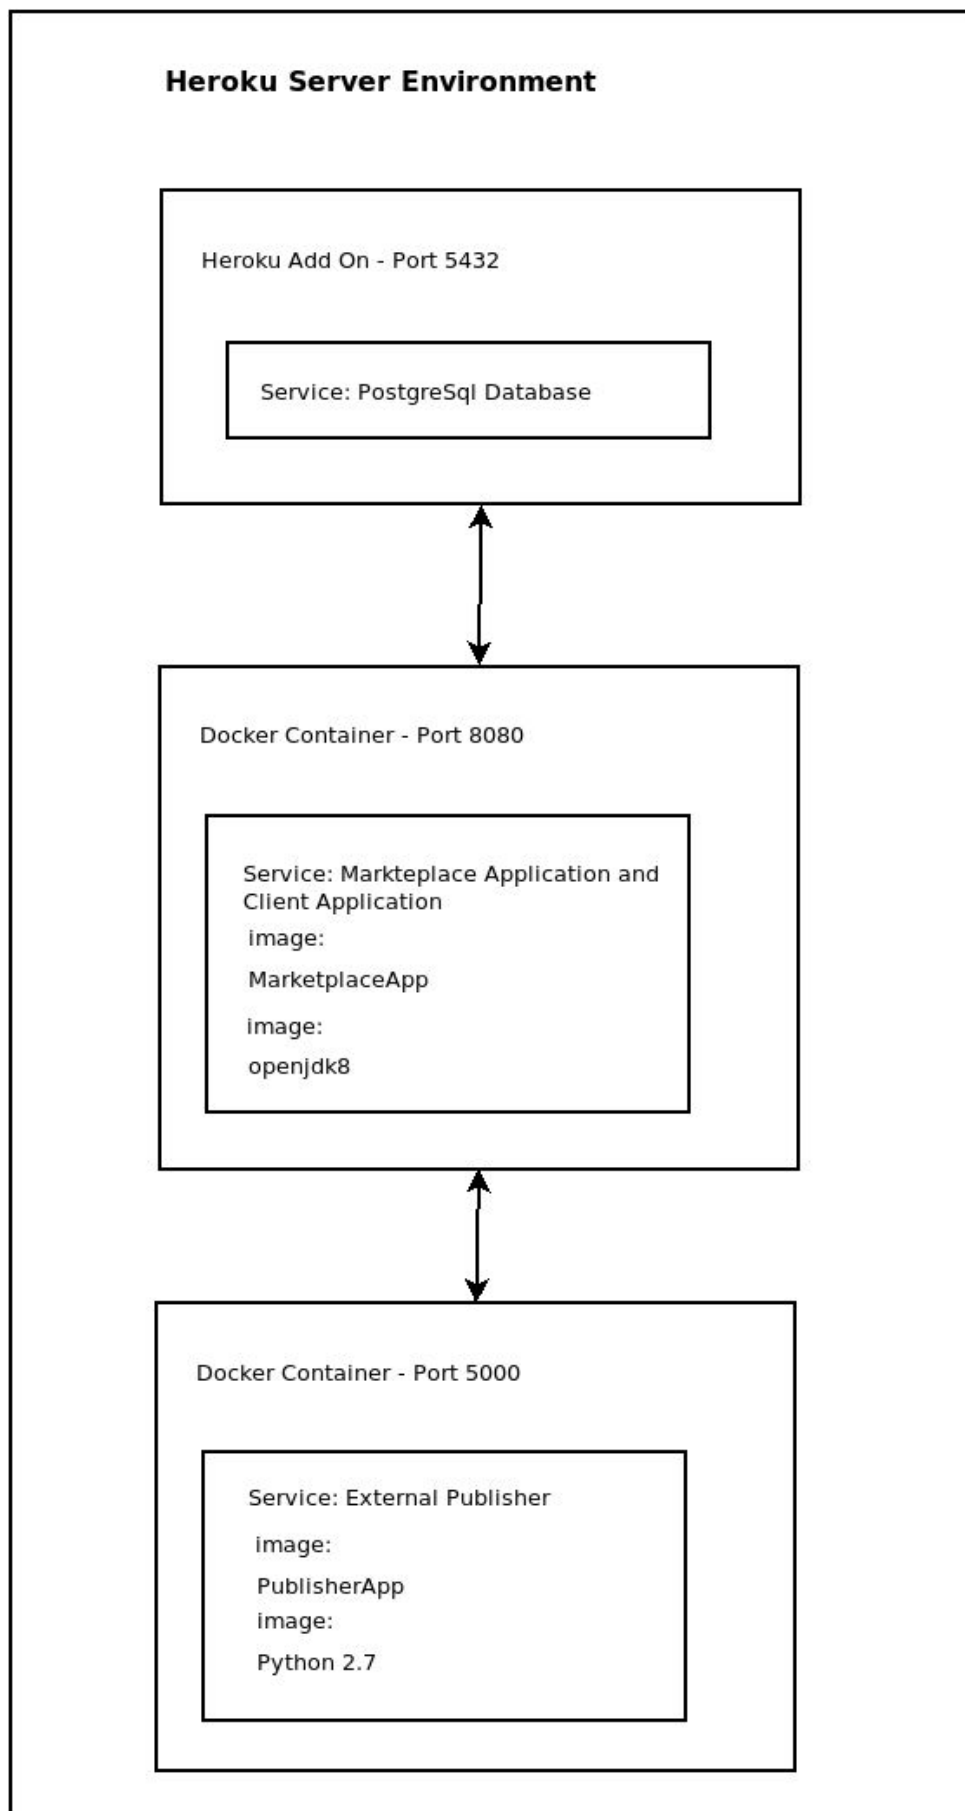 Heroku Server Environment
Heroku Add On - Port 5432
Service: PostgreSql Database
Docker Container - Port 8080
Service: Markteplace Application and
Client Application
image:
MarketplaceApp
image:
openjdk8
Docker Container - Port 5000
Service: External Publisher
image:
PublisherApp
image:
Python 2.7